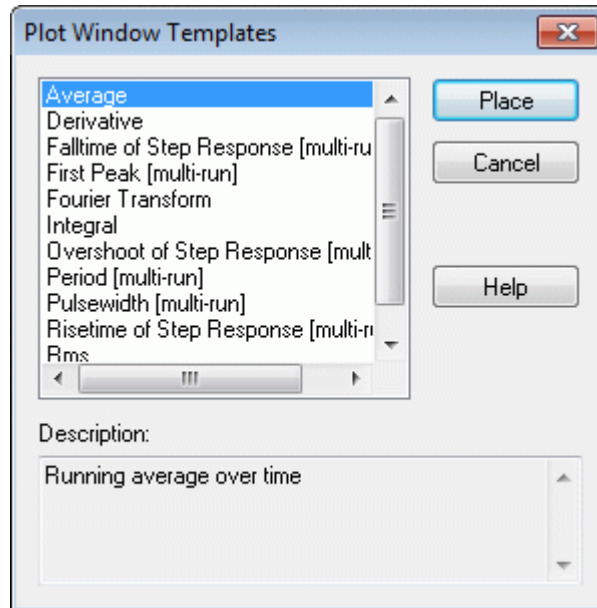 Plot Window Templates
Average
Derivative
Falltime of Step Response [multi-ru
First Peak [multi-run]
Fourier Transform
Integral
Overshoot of Step Response [mult
Period [multi-run]
Pulsewidth [multi-run]
Risetime of Step Response [multi-r
Rms
Place
Cancel
Help
Description:
Running average over time